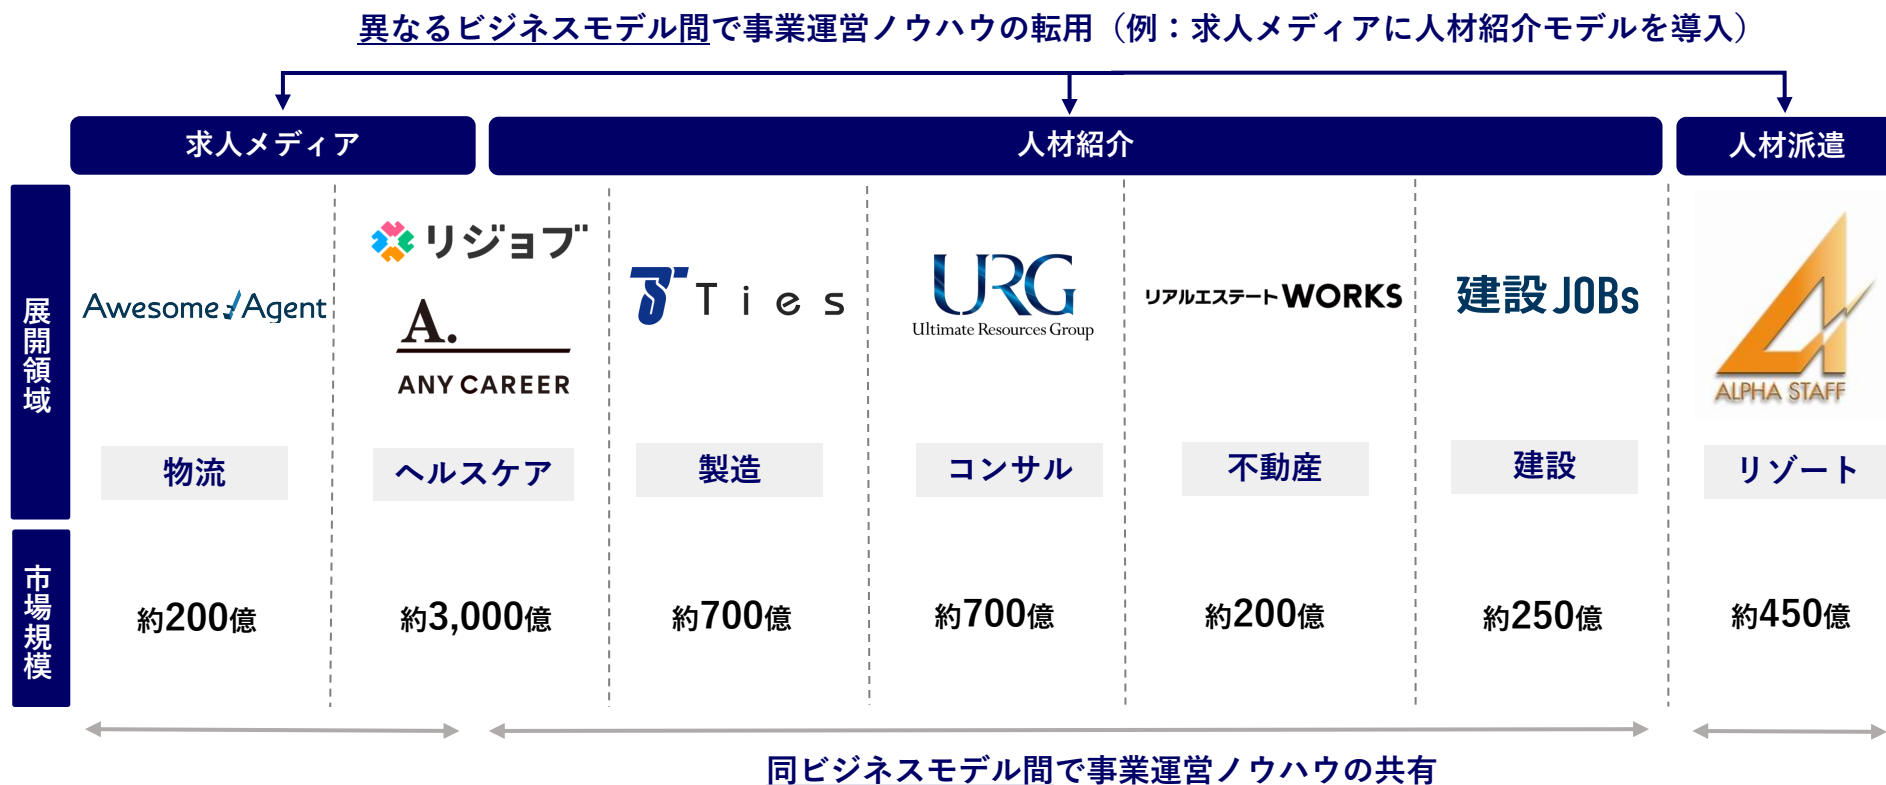 異なるビジネスモデル間で事業運営ノウハウの転用（例：求人メディアに人材紹介モデルを導入）
求人メディア
人材紹介
人材派遣
展開領域
Awesome Agent
リジョブ
A.
ANY CAREER
Ties
URG
Ultimate Resources Group
リアルエステートWORKS
建設JOBs
ALPHA STAFF
物流
ヘルスケア
製造
コンサル
不動産
建設
リゾート
市場規模
約200億
約3,000億
約700億
約700億
約200億
約250億
約450億
同ビジネスモデル間で事業運営ノウハウの共有